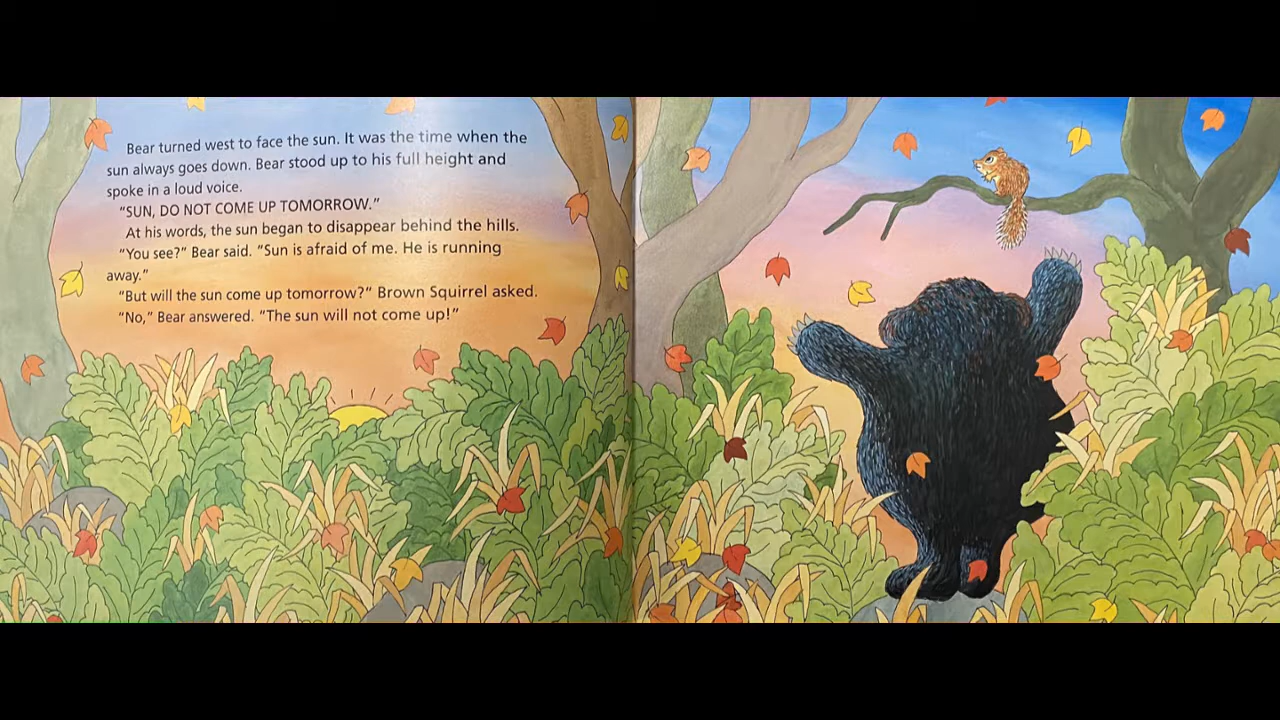 Bear turned west to face the sun. It was the time when the
sun always goes down. Bear stood up to his full height and
spoke in a loud voice.
“SUN, DO NOT COME UP TOMORROW.”
At his words, the sun began to disappear behind the hills.
“You see?” Bear said. “Sun is afraid of me. He is running
away.”
“But will the sun come up tomorrow?” Brown Squirrel asked.
“No,” Bear answered. “The sun will not come up!”